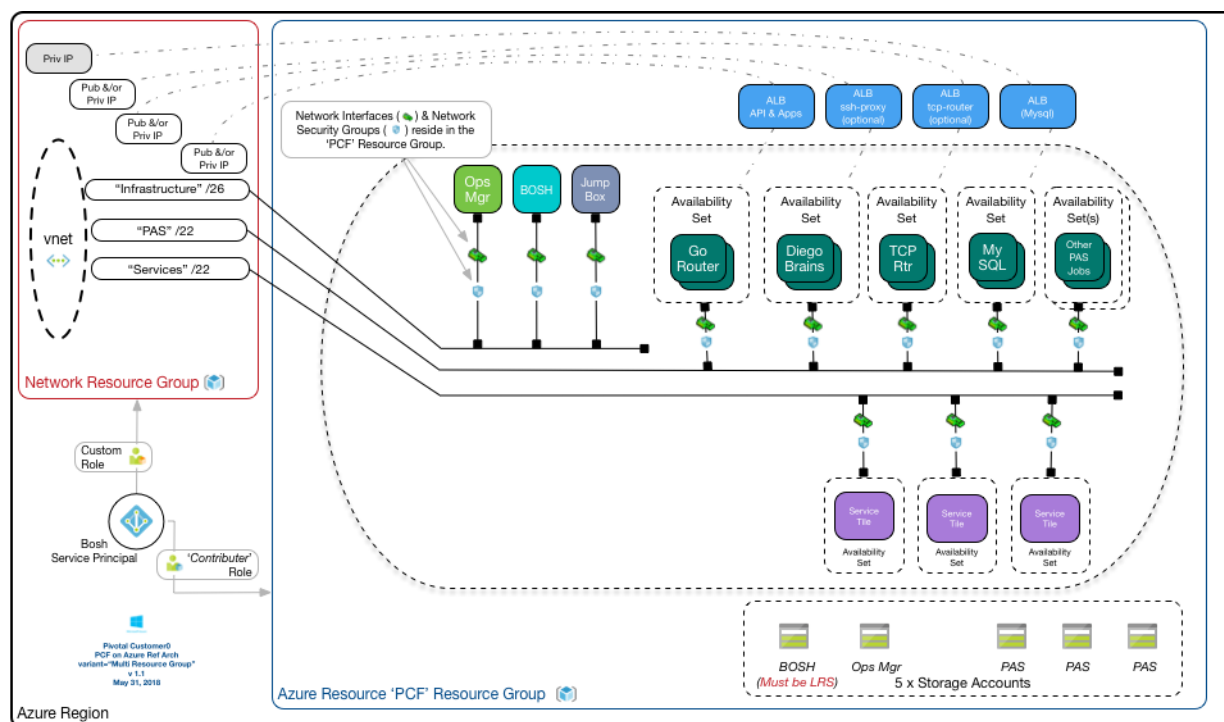 Priv IP
Pub &/or
Priv IP
Pub &/or
Priv IP
Pub &/or
Priv IP
vnet
“Infrastructure” /26
“PAS” /22
“Services” /22
Network Resource Group
Network Interfaces ( ) & Network
Security Groups ( ) reside in the
‘PCF’ Resource Group.
ALB
API & Apps
ALB
ssh-proxy
(optional)
ALB
tcp-router
(optional)
ALB
(Mysql)
Ops
Mgr
BOSH
Jump
Box
Availability
Set
Go
Router
Availability
Set
Diego
Brains
Availability
Set
TCP
Rtr
Availability
Set
My
SQL
Availability
Set(s)
Other
PAS
Jobs
Service
Tile
Availability
Set
Service
Tile
Availability
Set
Service
Tile
Availability
Set
Custom
Role
Bosh
Service Principal
‘Contributer’
Role
Pivotal Customer0
PCF on Azure Ref Arch
variant=“Multi Resource Group”
v 1.1
May 31, 2018
BOSH
(Must be LRS)
Ops Mgr
PAS
PAS
PAS
5 x Storage Accounts
Azure Resource ‘PCF’ Resource Group
Azure Region